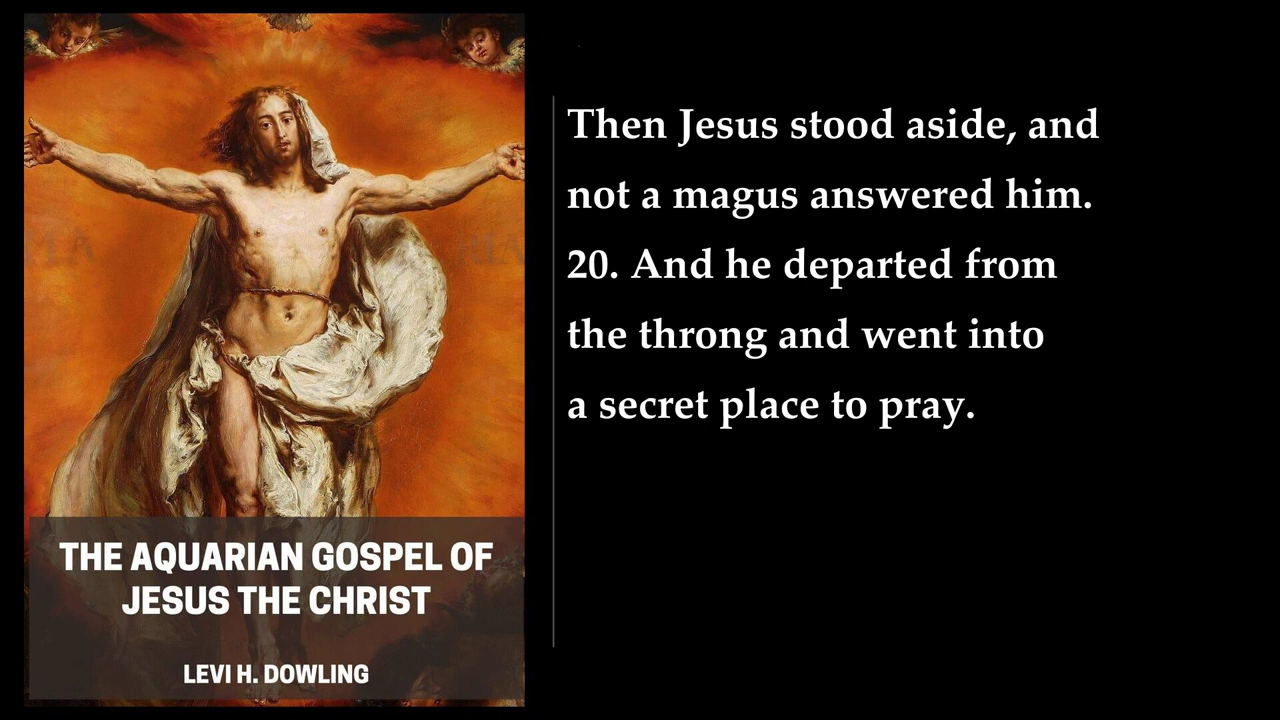 Then Jesus stood aside, and
not a magus answered him.
20. And he departed from
the throng and went into
a secret place to pray.
THE AQUARIAN GOSPEL OF
JESUS THE CHRIST
LEVI H. DOWLING